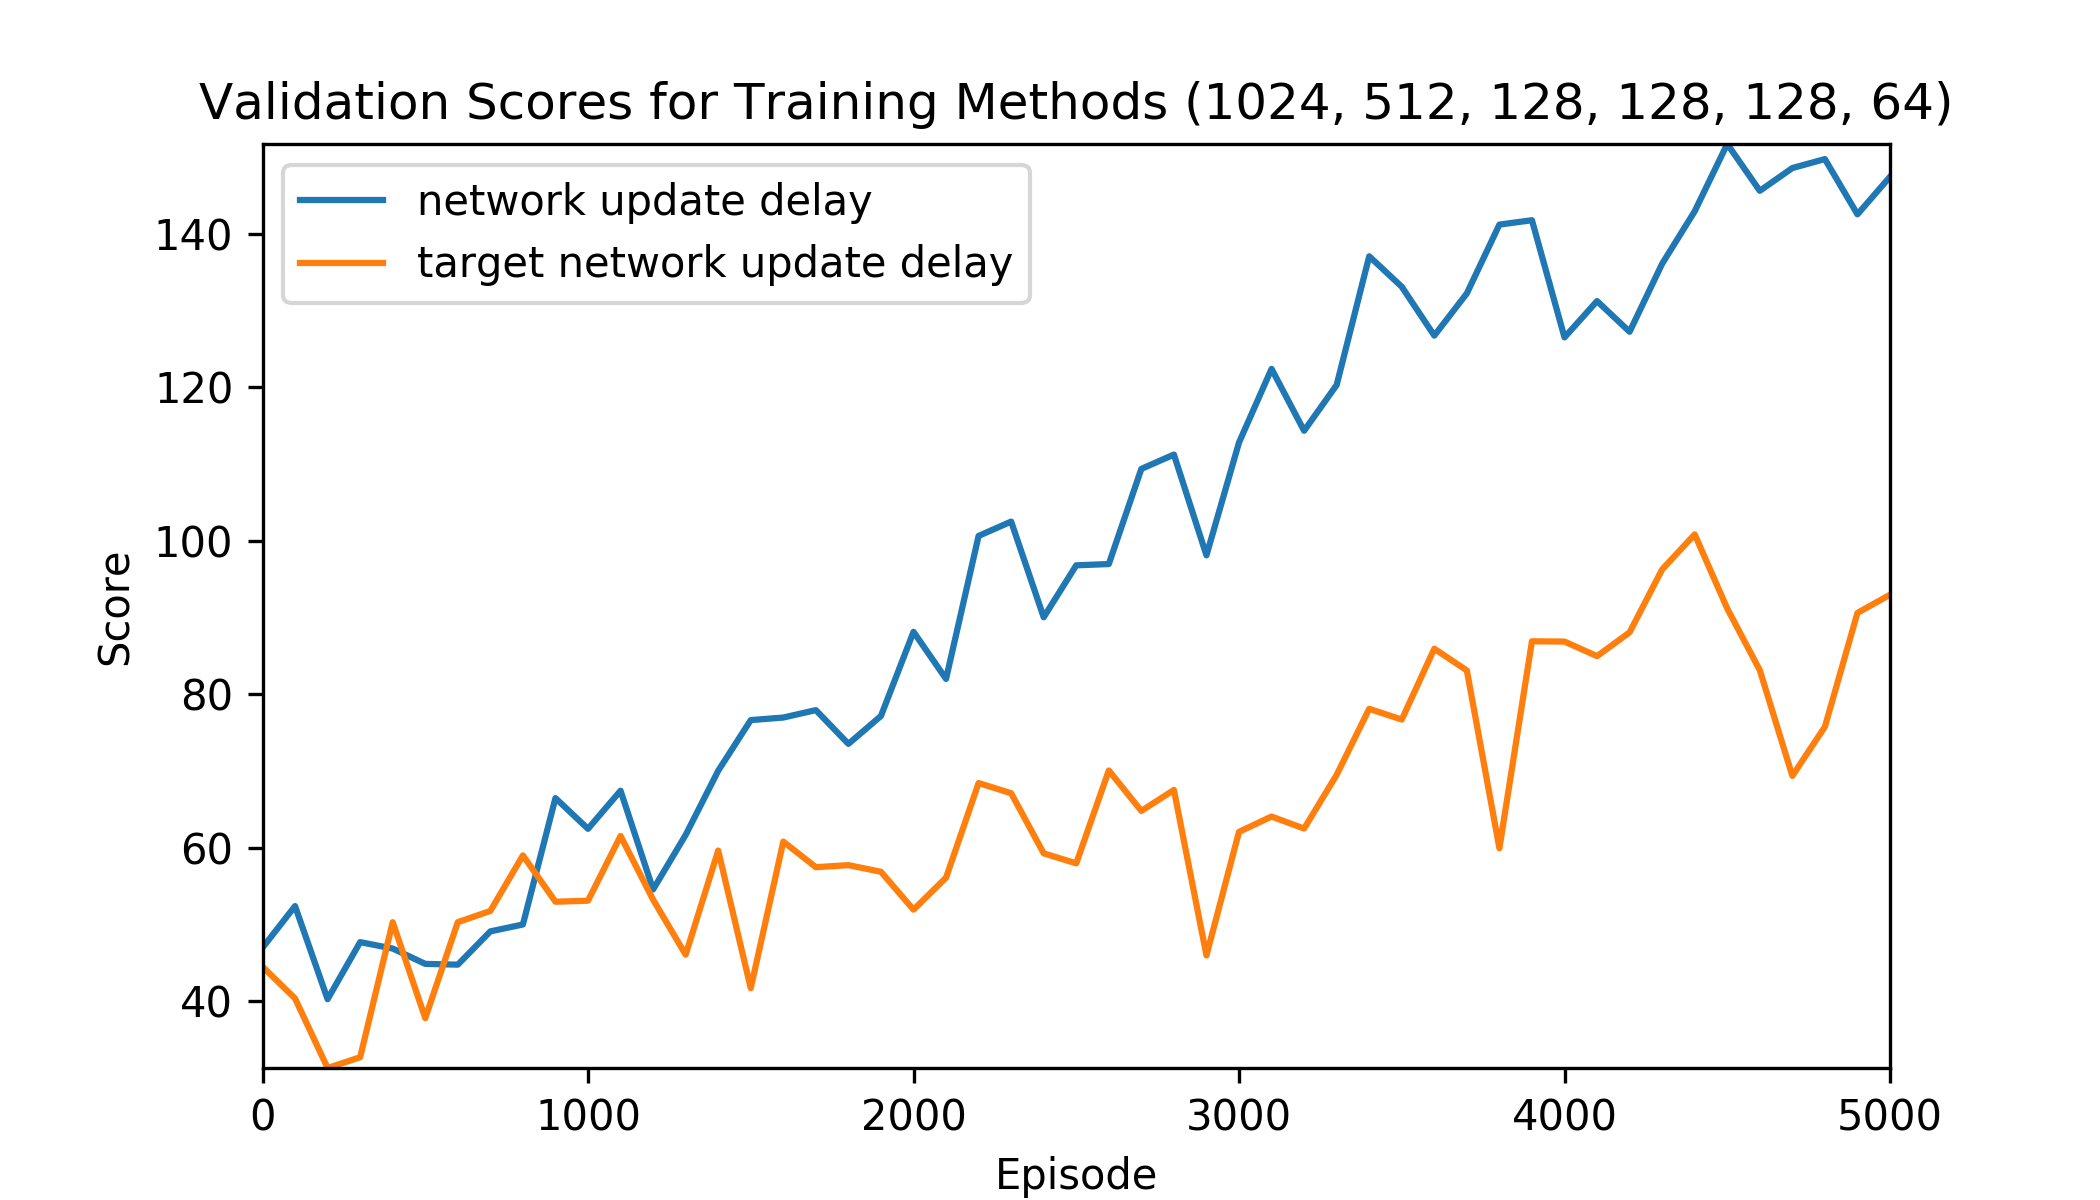 Validation Scores for Training Methods (1024, 512, 128, 128, 128, 64)
network update delay
target network update delay
140
120
100
80
60
40
Score
0 1000 2000 3000 4000 5000
Episode